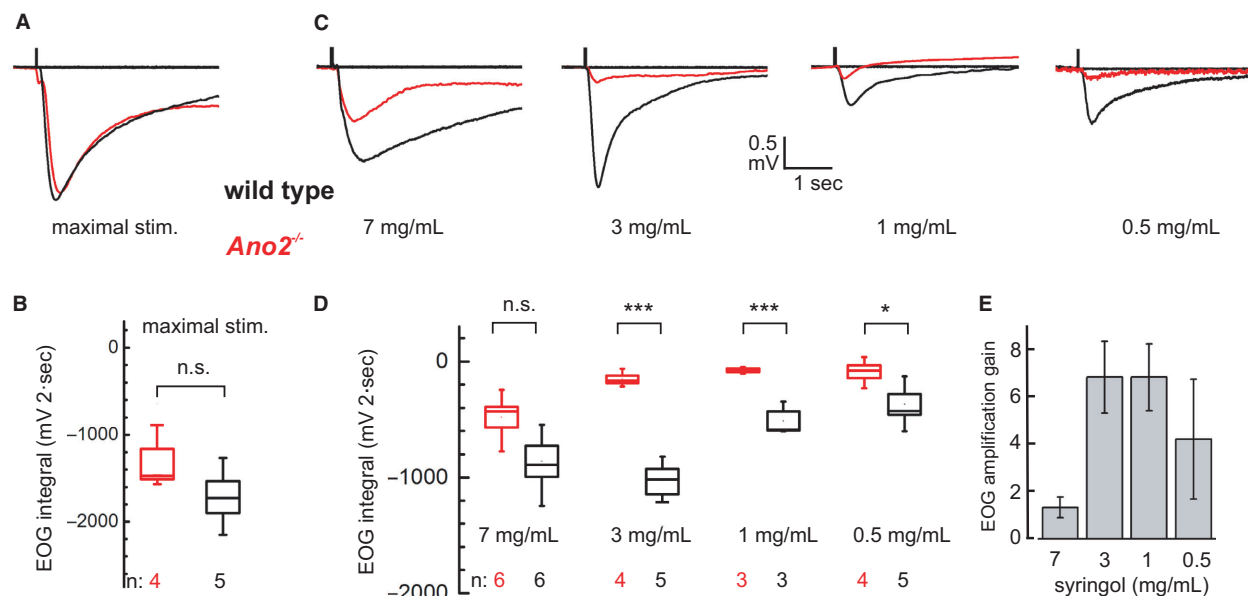 A
maximal stim.
wild type
Ano2-/-
C
7 mg/mL
3 mg/mL
1 mg/mL
0.5 mg/mL
0.5
mV
1 sec
B
maximal stim.
n.s.
EOG integral (mV 2·sec)
0
−1000
−2000
n: 4 5
D
n.s. *** *** *
EOG integral (mV 2·sec)
0
−1000
−2000
7 mg/mL 3 mg/mL 1 mg/mL 0.5 mg/mL
n: 6 6 4 5 3 3 4 5
E
EOG amplification gain
8
6
4
2
0
7 3 1 0.5
syringol (mg/mL)